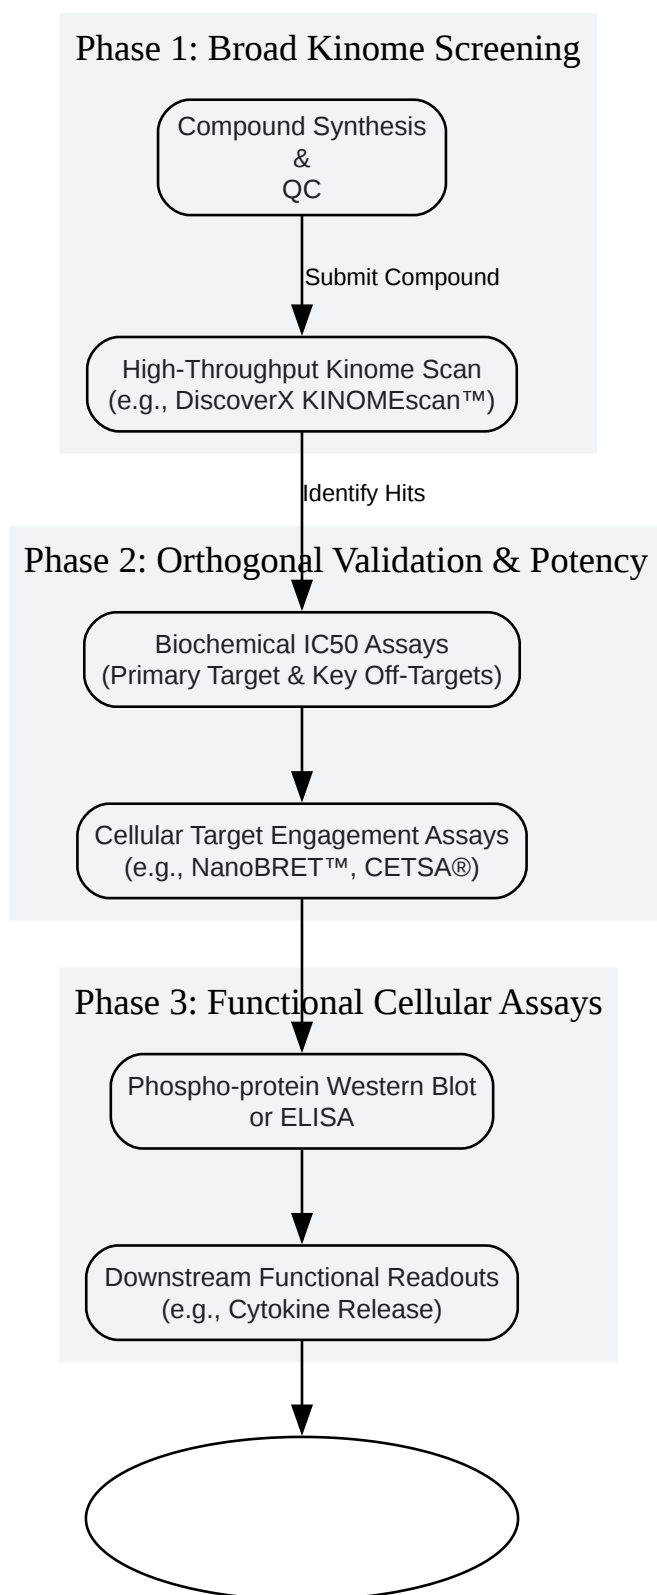 Phase 1: Broad Kinome Screening
Compound Synthesis
&
QC
Submit Compound
High-Throughput Kinome Scan
(e.g., DiscoverX KINOMEscan™)
Identify Hits
Phase 2: Orthogonal Validation & Potency
Biochemical IC50 Assays
(Primary Target & Key Off-Targets)
Cellular Target Engagement Assays
(e.g., NanoBRET™, CETSA®)
Phase 3: Functional Cellular Assays
Phospho-protein Western Blot
or ELISA
Downstream Functional Readouts
(e.g., Cytokine Release)